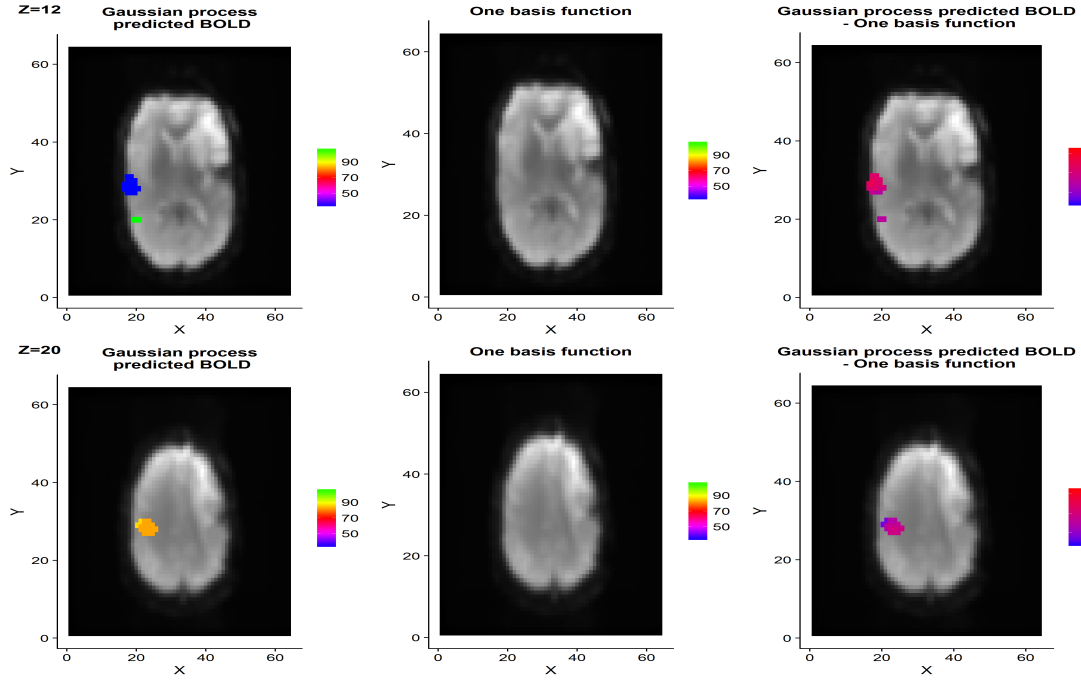 Z=12
Gaussian process
predicted BOLD
One basis function
Gaussian process predicted BOLD
- One basis function
60
40
20
0
Y
0 20 40 60
X
90
70
50
60
40
20
0
Y
0 20 40 60
X
90
70
50
60
40
20
0
Y
0 20 40 60
X
Z=20
Gaussian process
predicted BOLD
One basis function
Gaussian process predicted BOLD
- One basis function
60
40
20
0
Y
0 20 40 60
X
90
70
50
60
40
20
0
Y
0 20 40 60
X
90
70
50
60
40
20
0
Y
0 20 40 60
X